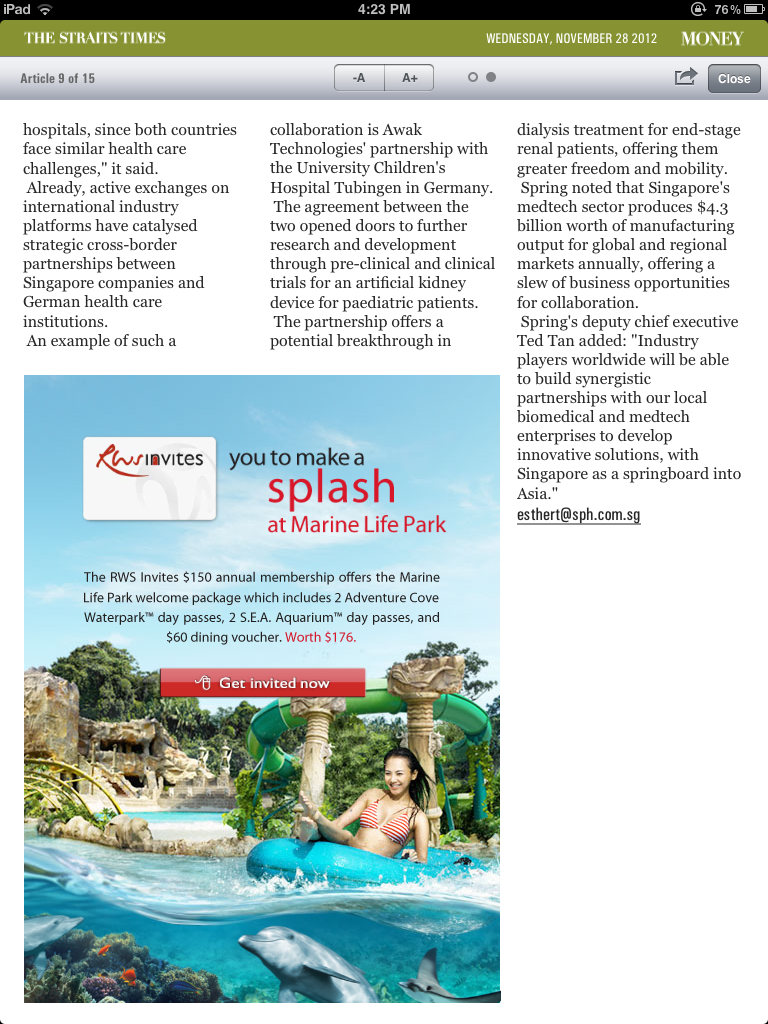 iPad 4:23 PM 76%
THE STRAITS TIMES WEDNESDAY, NOVEMBER 28 2012 MONEY
Article 9 of 15 -A A+ Close
hospitals, since both countries
face similar health care
challenges," it said.
Already, active exchanges on
international industry
platforms have catalysed
strategic cross-border
partnerships between
Singapore companies and
German health care
institutions.
An example of such a
collaboration is Awak
Technologies' partnership with
the University Children's
Hospital Tubingen in Germany.
The agreement between the
two opened doors to further
research and development
through pre-clinical and clinical
trials for an artificial kidney
device for paediatric patients.
The partnership offers a
potential breakthrough in
dialysis treatment for end-stage
renal patients, offering them
greater freedom and mobility.
Spring noted that Singapore's
medtech sector produces $4.3
billion worth of manufacturing
output for global and regional
markets annually, offering a
slew of business opportunities
for collaboration.
Spring's deputy chief executive
Ted Tan added: "Industry
players worldwide will be able
to build synergistic
partnerships with our local
biomedical and medtech
enterprises to develop
innovative solutions, with
Singapore as a springboard into
Asia."
esthert@sph.com.sg
RWS invites you to make a
splash
at Marine Life Park
The RWS Invites $150 annual membership offers the Marine
Life Park welcome package which includes 2 Adventure Cove
Waterpark™ day passes, 2 S.E.A. Aquarium™ day passes, and
$60 dining voucher. Worth $176.
Get invited now